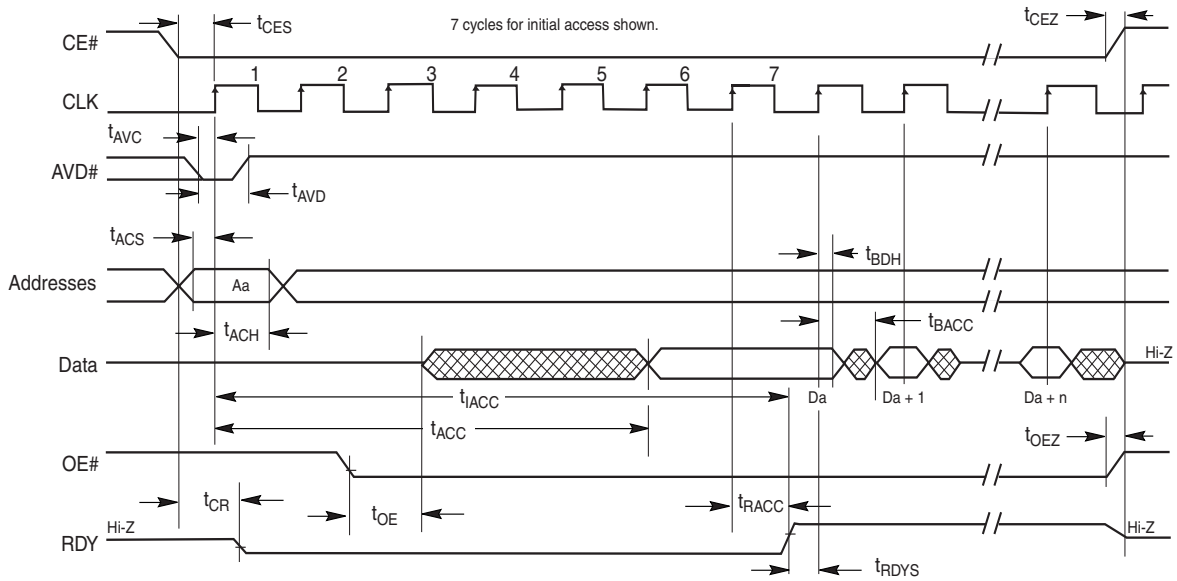 tCES
7 cycles for initial access shown.
tCEZ
CE#
1 2 3 4 5 6 7
CLK
tAVC
AVD#
tAVD
tACS
tBDH
Addresses
Aa
tACH
tBACC
Data
Hi-Z
tIACC
Da
Da + 1
Da + n
tACC
tOEZ
OE#
tCR
tOE
tRACC
Hi-Z
Hi-Z
RDY
tRDYS